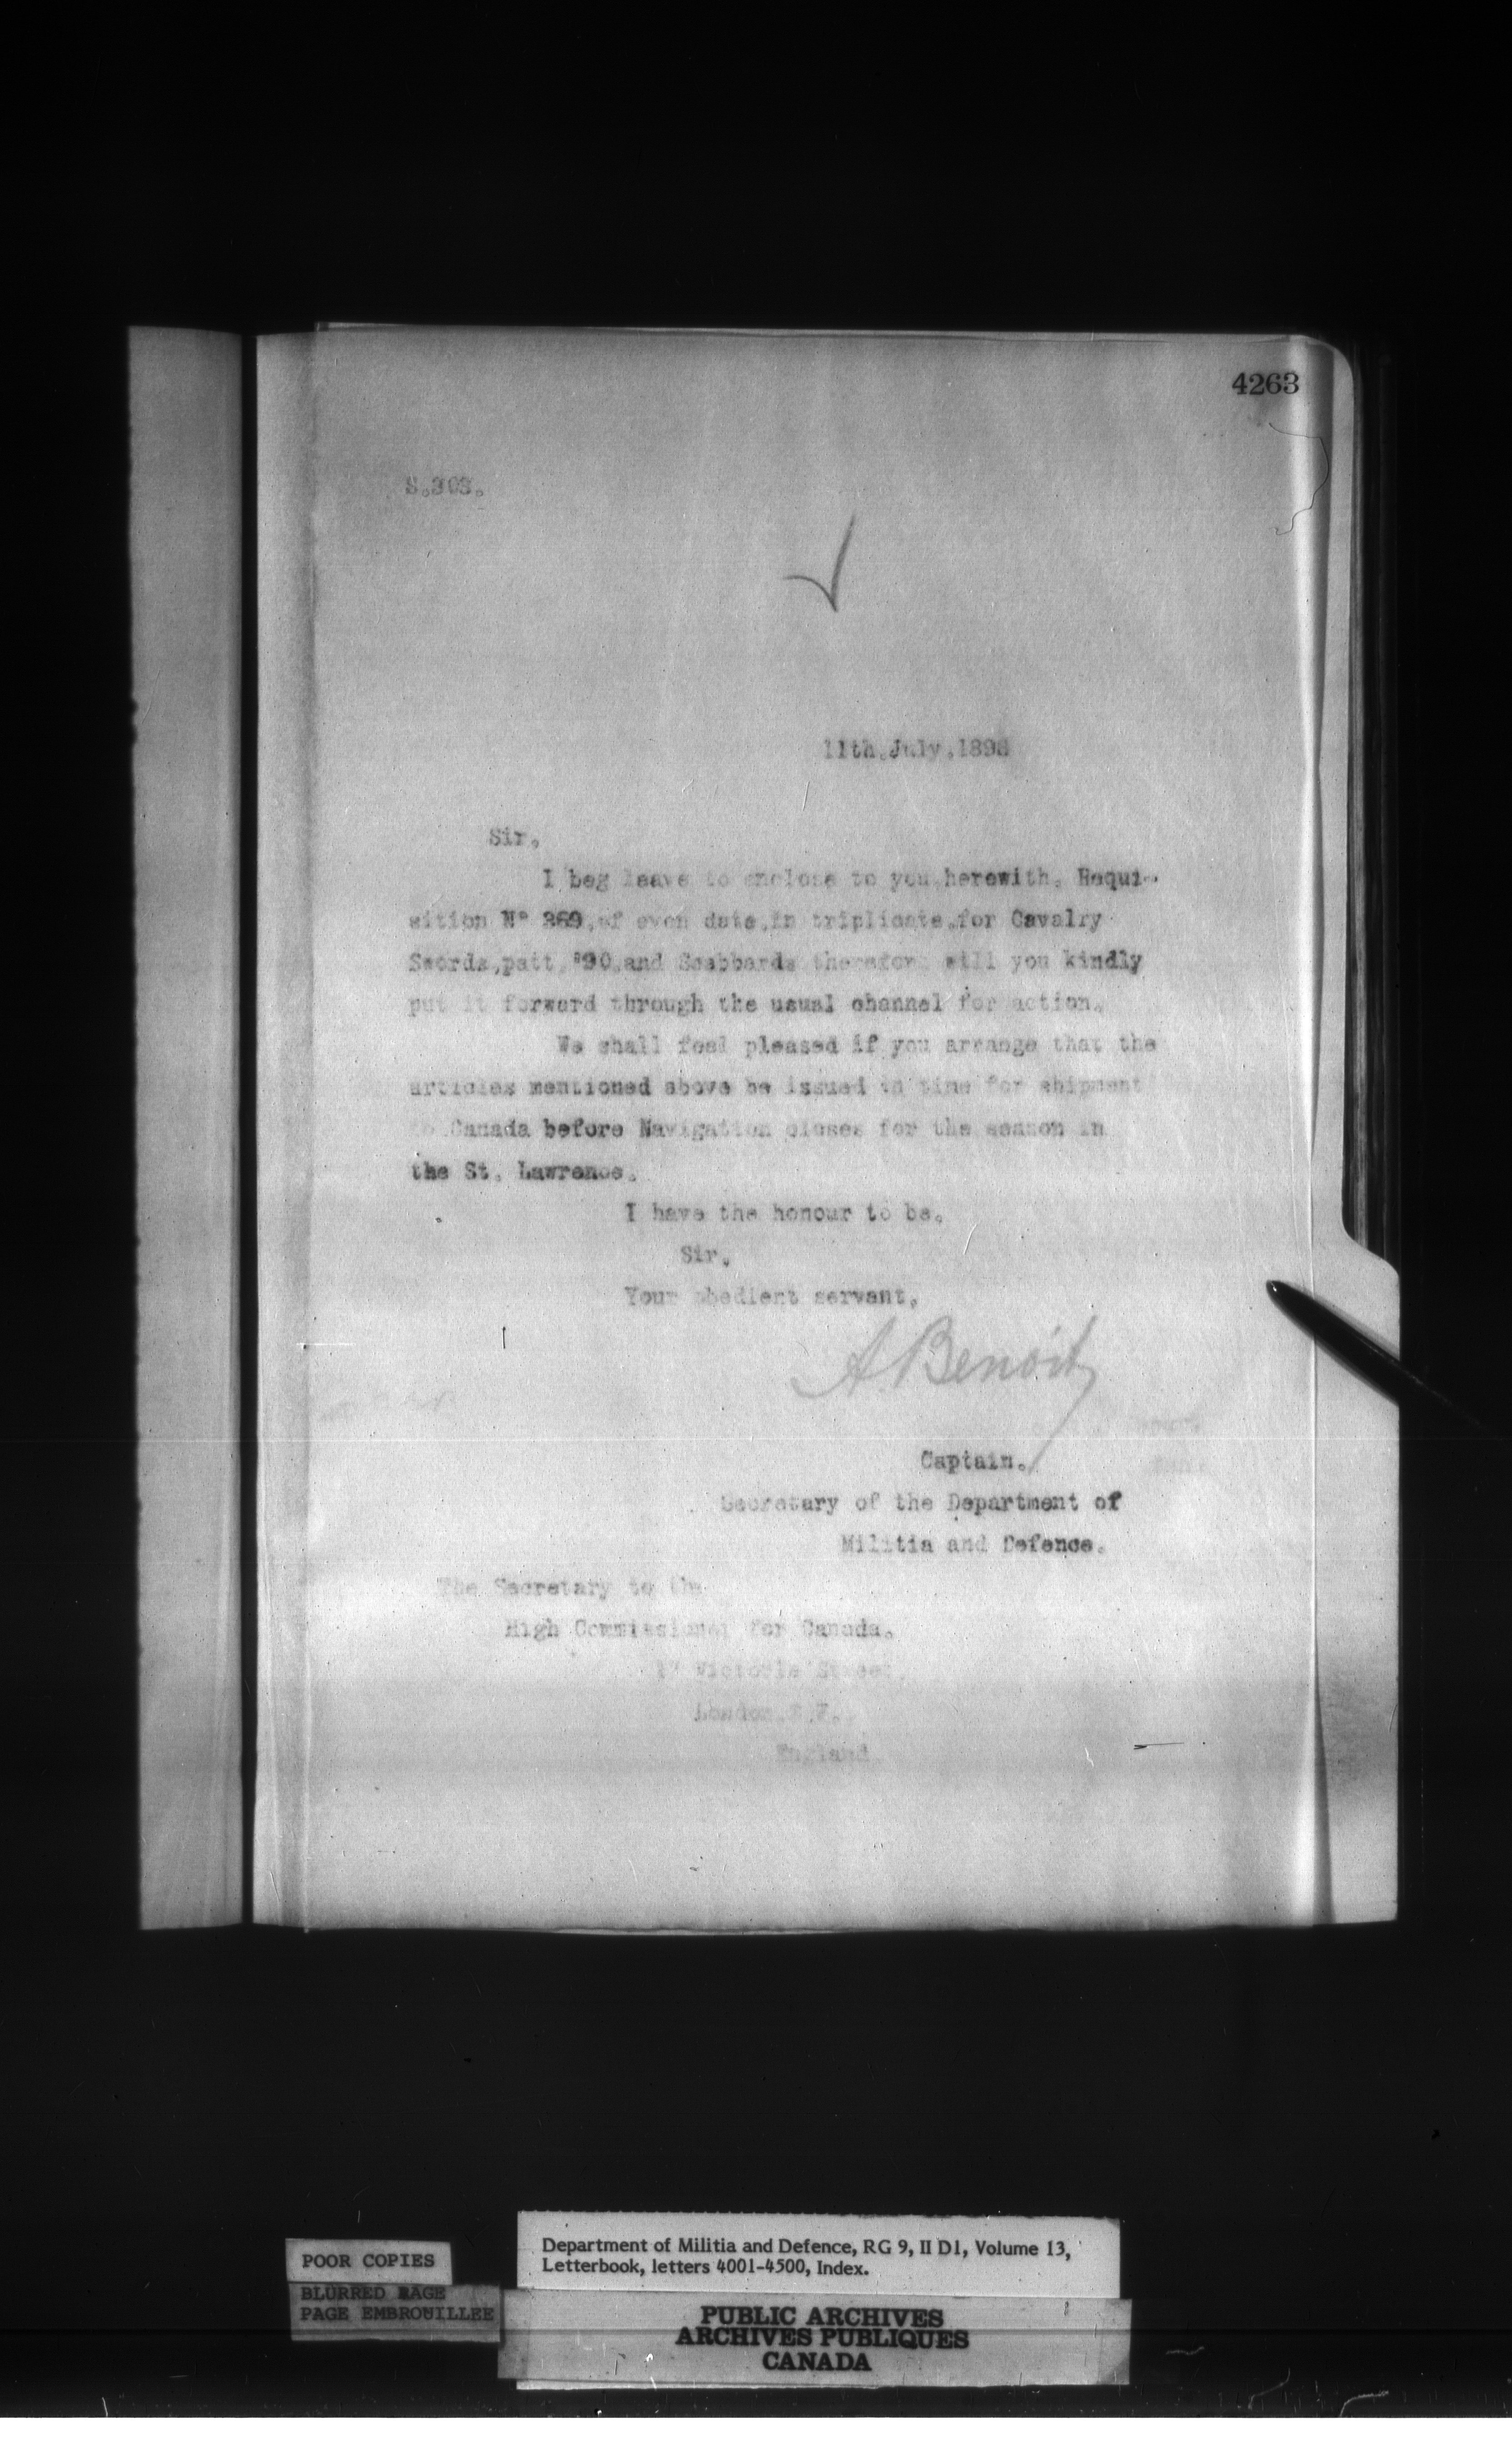 4263
S.303.
11th.July.1898
Sir,
I beg leave to enclose to you,herewith, Requi-
sition Nº 369,of even date,in triplicate,for Cavalry
Swords,patt,'90,and Scabbards therefor, will you kindly
put it forward through the usual channel for action.
We shall feel pleased if you arrange that the
articles mentioned above be issued in time for shipment
to Canada before Navigation closes for the season in
the St. Lawrence.
I have the honour to be,
Sir,
Your obedient servant,
A. Benoit
Captain.
Secretary of the Department of
Militia and Defence.
The Secretary to the
High Commissioner for Canada,
17 Victoria Street,
London,
England.
POOR COPIES
BLURRED PAGE
PAGE EMBROUILLEE
Department of Militia and Defence, RG 9, II D1, Volume 13,
Letterbook, letters 4001-4500, Index.
PUBLIC ARCHIVES
ARCHIVES PUBLIQUES
CANADA